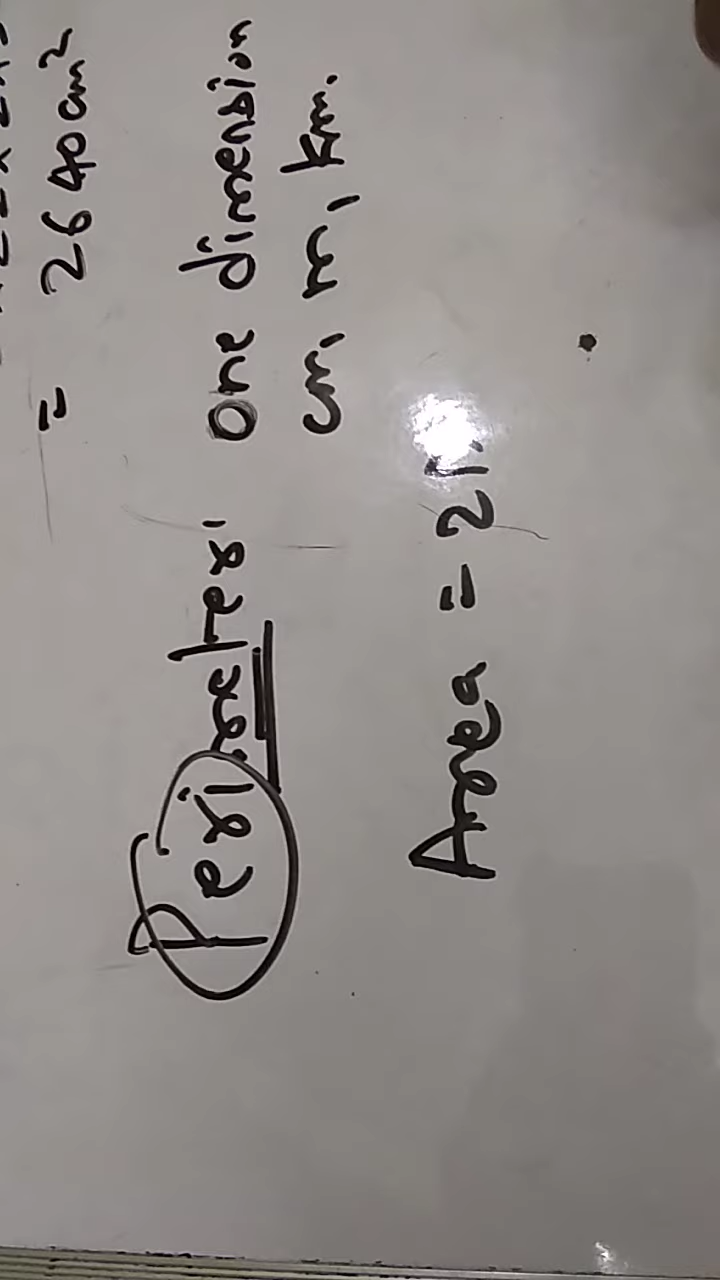 = 2640 cm²
Perimeter. one dimension
cm, m, km.
Area = 2